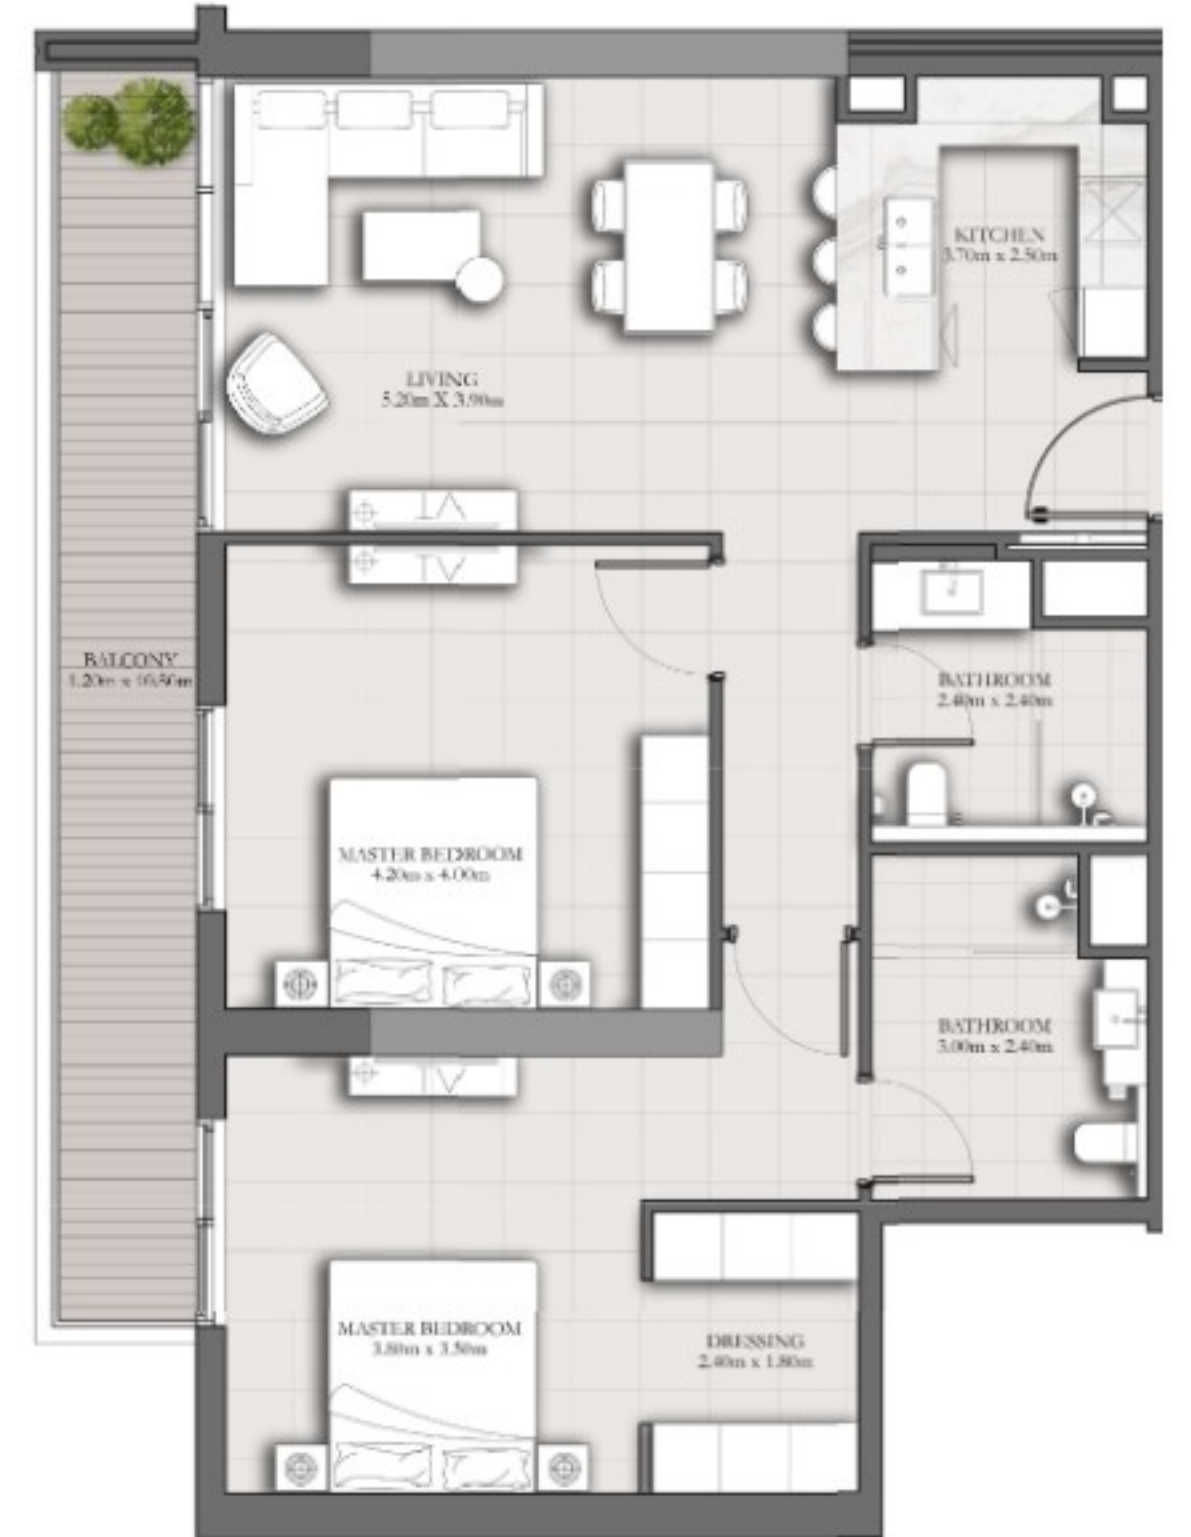 KITCHEN
3.70m x 2.50m
LIVING
5.20m X 3.90m
BALCONY
1.20m x 10.80m
BATHROOM
2.40m x 2.40m
MASTER BEDROOM
4.20m x 4.00m
BATHROOM
3.00m x 2.40m
MASTER BEDROOM
3.80m x 3.50m
DRESSING
2.40m x 1.80m